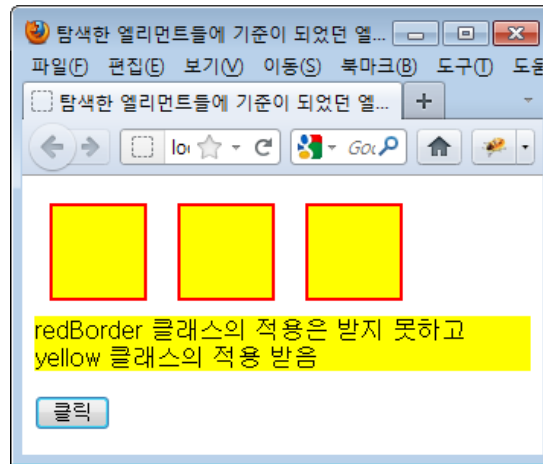 탐색한 엘리먼트들에 기준이 되었던 엘...
파일(F) 편집(E) 보기(V) 이동(S) 북마크(B) 도구(T)
탐색한 엘리먼트들에 기준이 되었던 엘... +
redBorder 클래스의 적용은 받지 못하고
yellow 클래스의 적용 받음
클릭